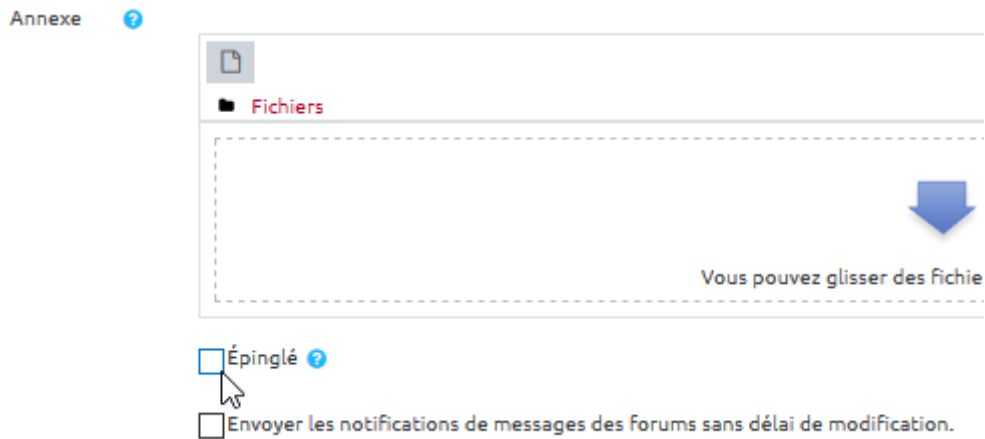 Annexe
Fichiers
Vous pouvez glisser des fichie
Épinglé
Envoyer les notifications de messages des forums sans délai de modification.